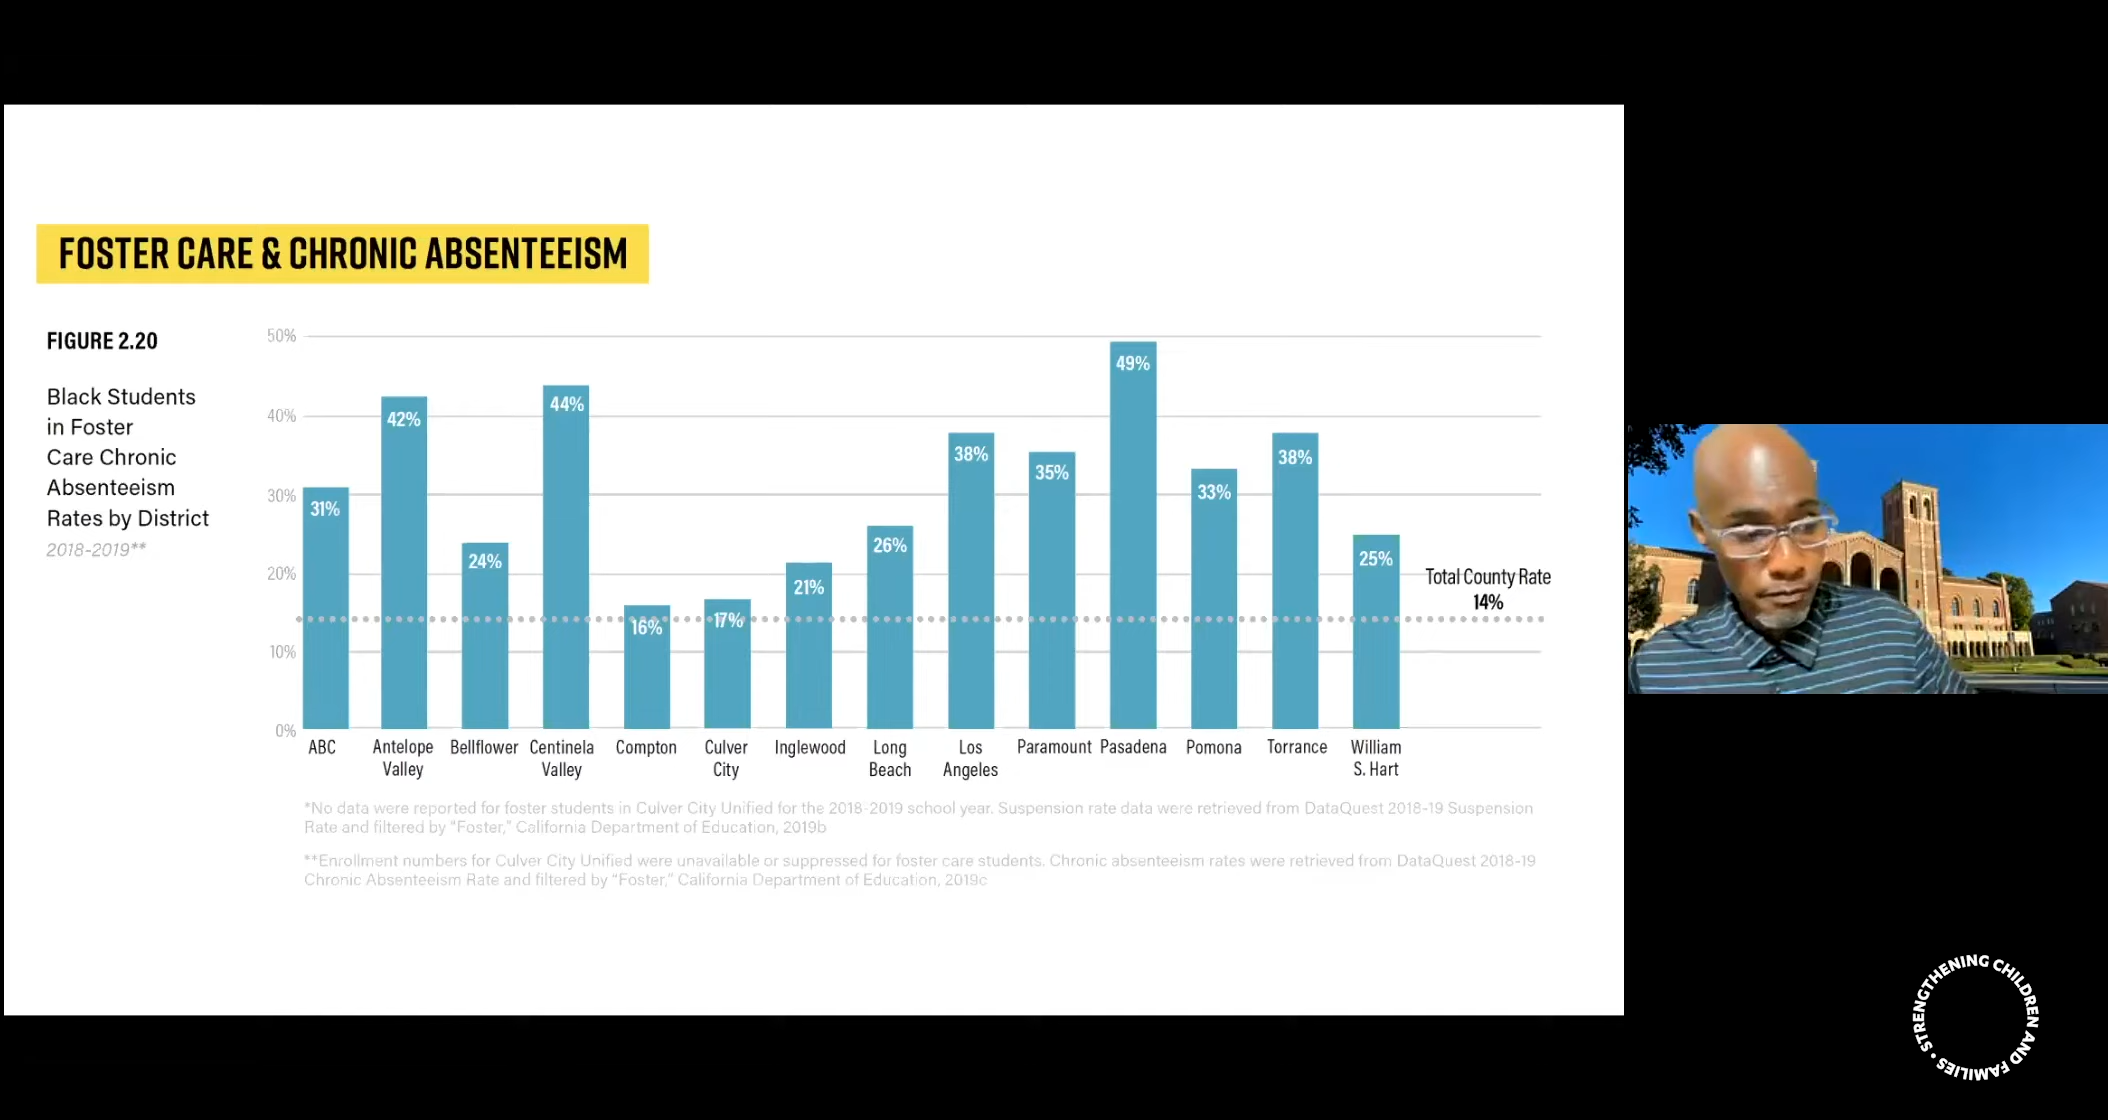 FOSTER CARE & CHRONIC ABSENTEEISM
FIGURE 2.20
Black Students
in Foster
Care Chronic
Absenteeism
Rates by District
2018-2019**
50%
40%
30%
20%
10%
0%
31%
42%
24%
44%
16%
17%
21%
26%
38%
35%
49%
33%
38%
25%
Total County Rate
14%
ABC
Antelope
Valley
Bellflower
Centinela
Valley
Compton
Culver
City
Inglewood
Long
Beach
Los
Angeles
Paramount
Pasadena
Pomona
Torrance
William
S. Hart
*No data were reported for foster students in Culver City Unified for the 2018-2019 school year. Suspension rate data were retrieved from DataQuest 2018-19 Suspension
Rate and filtered by “Foster,” California Department of Education, 2019b
**Enrollment numbers for Culver City Unified were unavailable or suppressed for foster care students. Chronic absenteeism rates were retrieved from DataQuest 2018-19
Chronic Absenteeism Rate and filtered by “Foster,” California Department of Education, 2019c
STRENGTHENING CHILDREN AND FAMILIES •